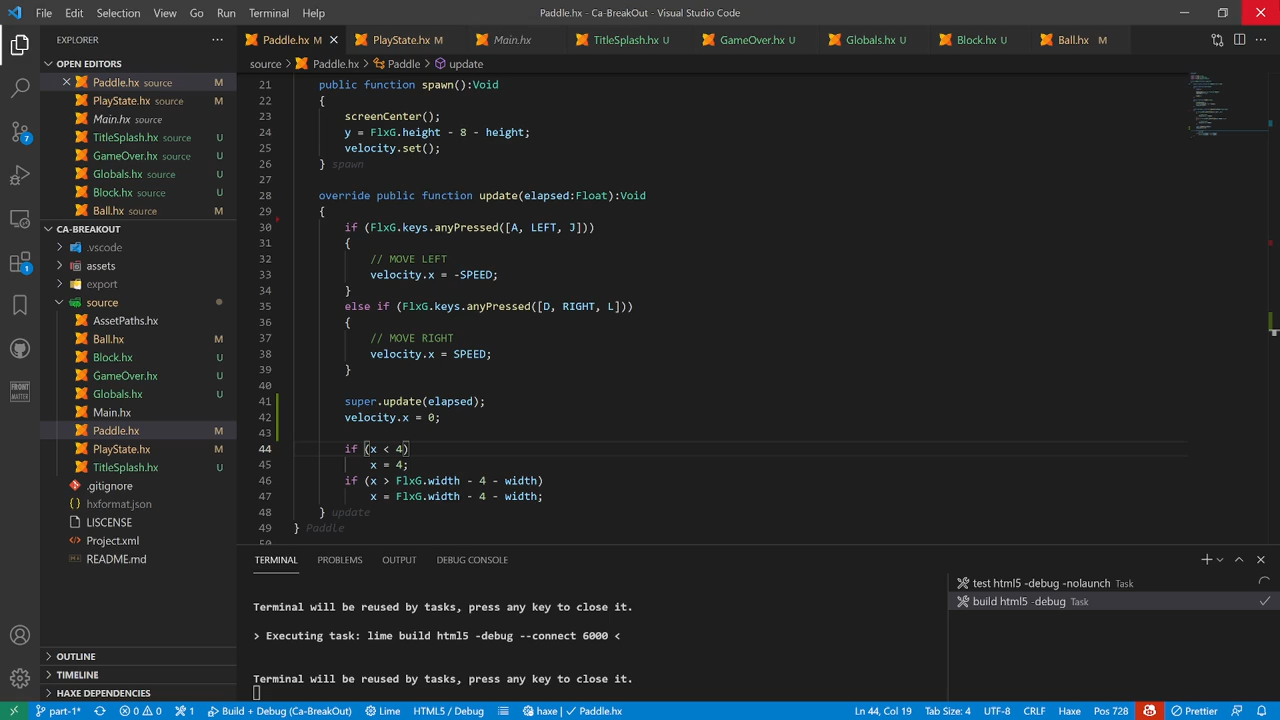 File Edit Selection View Go Run Terminal Help
Paddle.hx - Ca-BreakOut - Visual Studio Code
EXPLORER
OPEN EDITORS
Paddle.hx source M
PlayState.hx source M
Main.hx source
TitleSplash.hx source U
GameOver.hx source U
Globals.hx source U
Block.hx source U
Ball.hx source M
CA-BREAKOUT
.vscode
assets
export
source
AssetPaths.hx
Ball.hx M
Block.hx U
GameOver.hx U
Globals.hx U
Main.hx
Paddle.hx M
PlayState.hx M
TitleSplash.hx U
.gitignore
hxformat.json
LISCENSE
Project.xml
README.md
OUTLINE
TIMELINE
HAXE DEPENDENCIES
7
1
FRONT
MATTER
Paddle.hx M PlayState.hx M Main.hx TitleSplash.hx U GameOver.hx U Globals.hx U Block.hx U Ball.hx M
source Paddle.hx Paddle update
21 public function spawn():Void
22 {
23 screenCenter();
24 y = FlxG.height - 8 - height;
25 velocity.set();
26 } spawn
27
28 override public function update(elapsed:Float):Void
29 {
30 if (FlxG.keys.anyPressed([A, LEFT, J]))
31 {
32 // MOVE LEFT
33 velocity.x = -SPEED;
34 }
35 else if (FlxG.keys.anyPressed([D, RIGHT, L]))
36 {
37 // MOVE RIGHT
38 velocity.x = SPEED;
39 }
40
41 super.update(elapsed);
42 velocity.x = 0;
43
44 if (x < 4)
45 x = 4;
46 if (x > FlxG.width - 4 - width)
47 x = FlxG.width - 4 - width;
48 } update
49 } Paddle
50
TERMINAL PROBLEMS OUTPUT DEBUG CONSOLE
Terminal will be reused by tasks, press any key to close it.
> Executing task: lime build html5 -debug --connect 6000 <
Terminal will be reused by tasks, press any key to close it.
test html5 -debug -nolaunch Task
build html5 -debug Task
part-1* 0 0 1 Build + Debug (Ca-BreakOut) Lime HTML5 / Debug haxe Paddle.hx Ln 44, Col 19 Tab Size: 4 UTF-8 CRLF Haxe Pos 728 Prettier